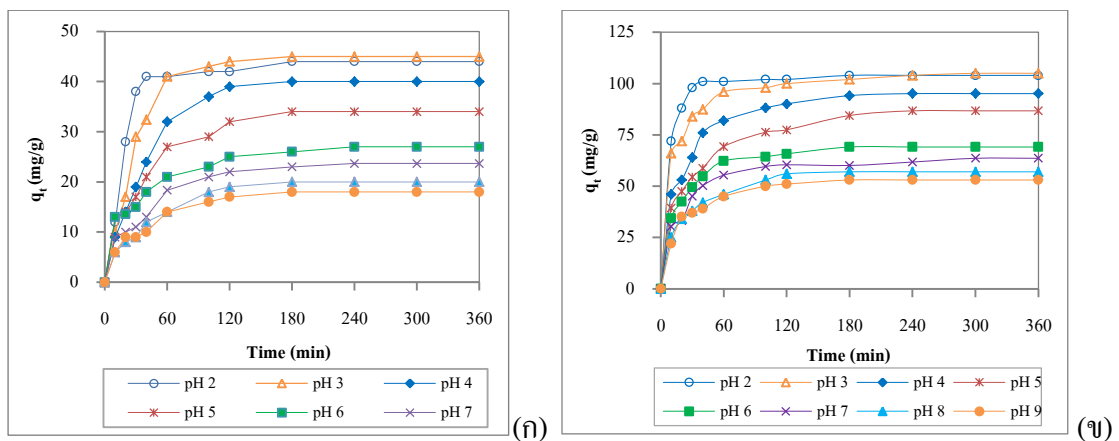 50
40
30
20
10
0
q_t (mg/g)
0 60 120 180 240 300 360
Time (min)
pH 2 pH 3 pH 4
pH 5 pH 6 pH 7
(ก)
125
100
75
50
25
0
q_t (mg/g)
0 60 120 180 240 300 360
Time (min)
pH 2 pH 3 pH 4 pH 5
pH 6 pH 7 pH 8 pH 9
(ข)